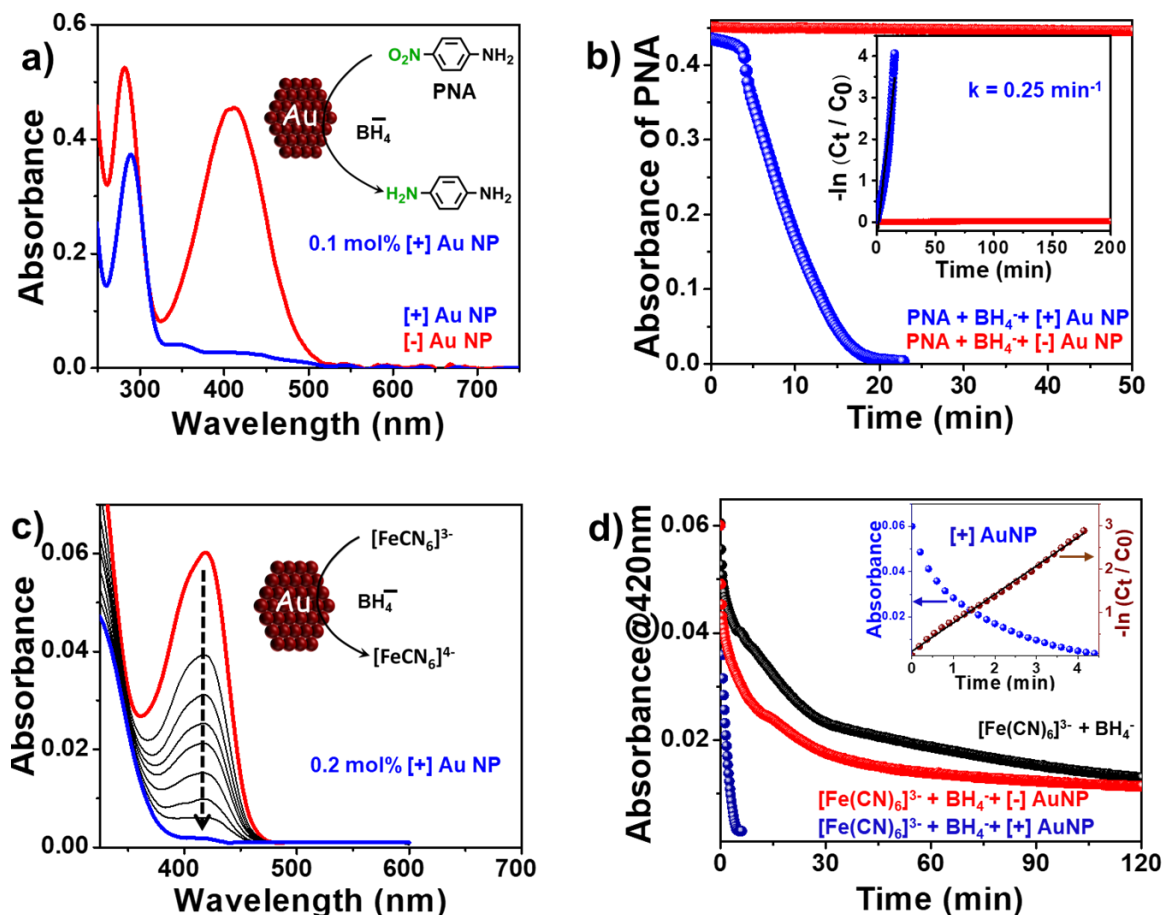 a)
Absorbance
0.6
0.4
0.2
0.0
300 400 500 600 700
Wavelength (nm)
O₂N
NH₂
PNA
Au
BH₄⁻
H₂N
NH₂
0.1 mol% [+] Au NP
[+] Au NP
[-] Au NP
b)
Absorbance of PNA
0.4
0.3
0.2
0.1
0.0
0 10 20 30 40 50
Time (min)
-ln (Ct / C0)
4
3
2
1
0
0 50 100 150 200
Time (min)
k = 0.25 min⁻¹
PNA + BH₄⁻+ [+] Au NP
PNA + BH₄⁻+ [-] Au NP
c)
Absorbance
0.06
0.04
0.02
0.00
400 500 600 700
Wavelength (nm)
[FeCN₆]³⁻
Au
BH₄⁻
[FeCN₆]⁴⁻
0.2 mol% [+] Au NP
d)
Absorbance@420nm
0.06
0.04
0.02
0 30 60 90 120
Time (min)
[+] AuNP
Absorbance
0.06
0.04
0.02
0 1 2 3 4
Time (min)
3
2
1
0
-ln (Ct / C0)
[Fe(CN)₆]³⁻ + BH₄⁻
[Fe(CN)₆]³⁻ + BH₄⁻+ [-] AuNP
[Fe(CN)₆]³⁻ + BH₄⁻+ [+] AuNP